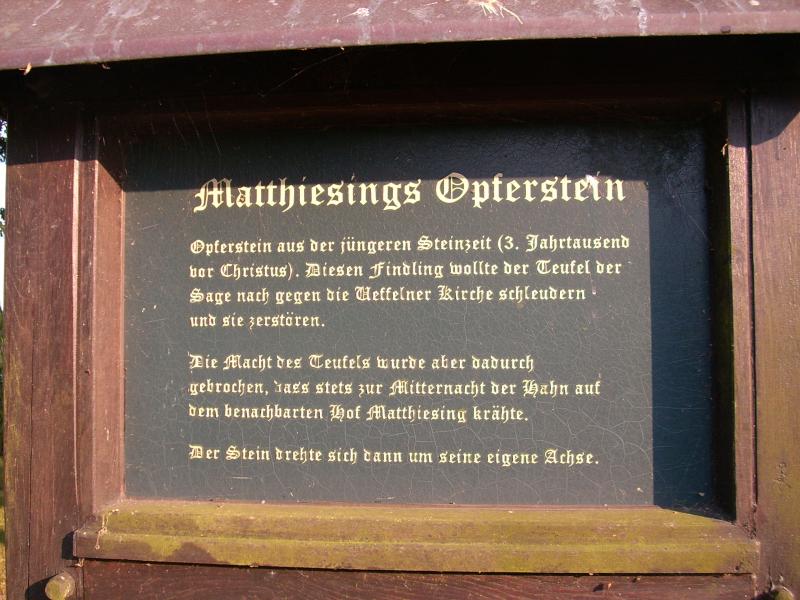 Matthiesings Opferstein
Opferstein aus der jüngeren Steinzeit (3. Jahrtausend
vor Christus). Diesen Findling wollte der Teufel der
Sage nach gegen die Ueffelner Kirche schleudern
und sie zerstören.
Die Macht des Teufels wurde aber dadurch
gebrochen, dass stets zur Mitternacht der Hahn auf
dem benachbarten Hof Matthiesing krähte.
Der Stein drehte sich dann um seine eigene Achse.